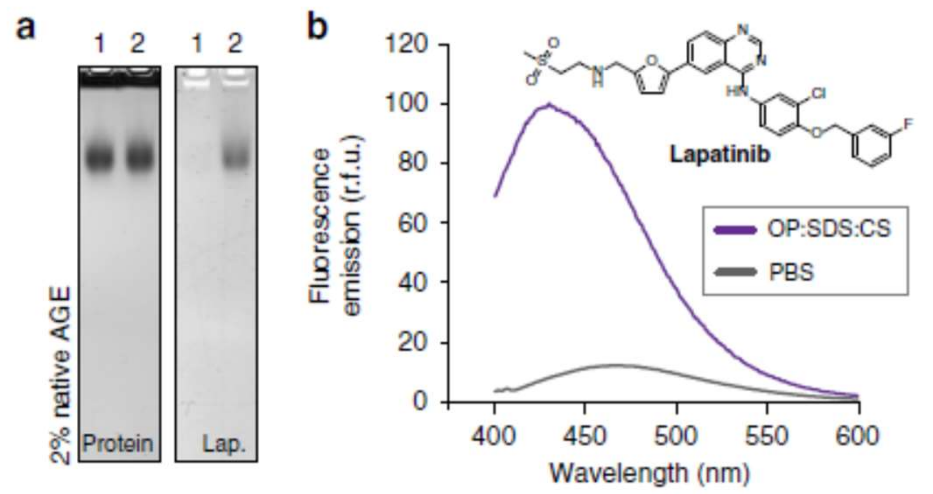 a
1 2 1 2
2% native AGE
Protein
Lap.
b
120
100
80
60
40
20
0
Fluorescence
emission (r.f.u.)
400 450 500 550 600
Wavelength (nm)
N
N
HN
Cl
O
F
O
H
N
S
O
O
Lapatinib
OP:SDS:CS
PBS